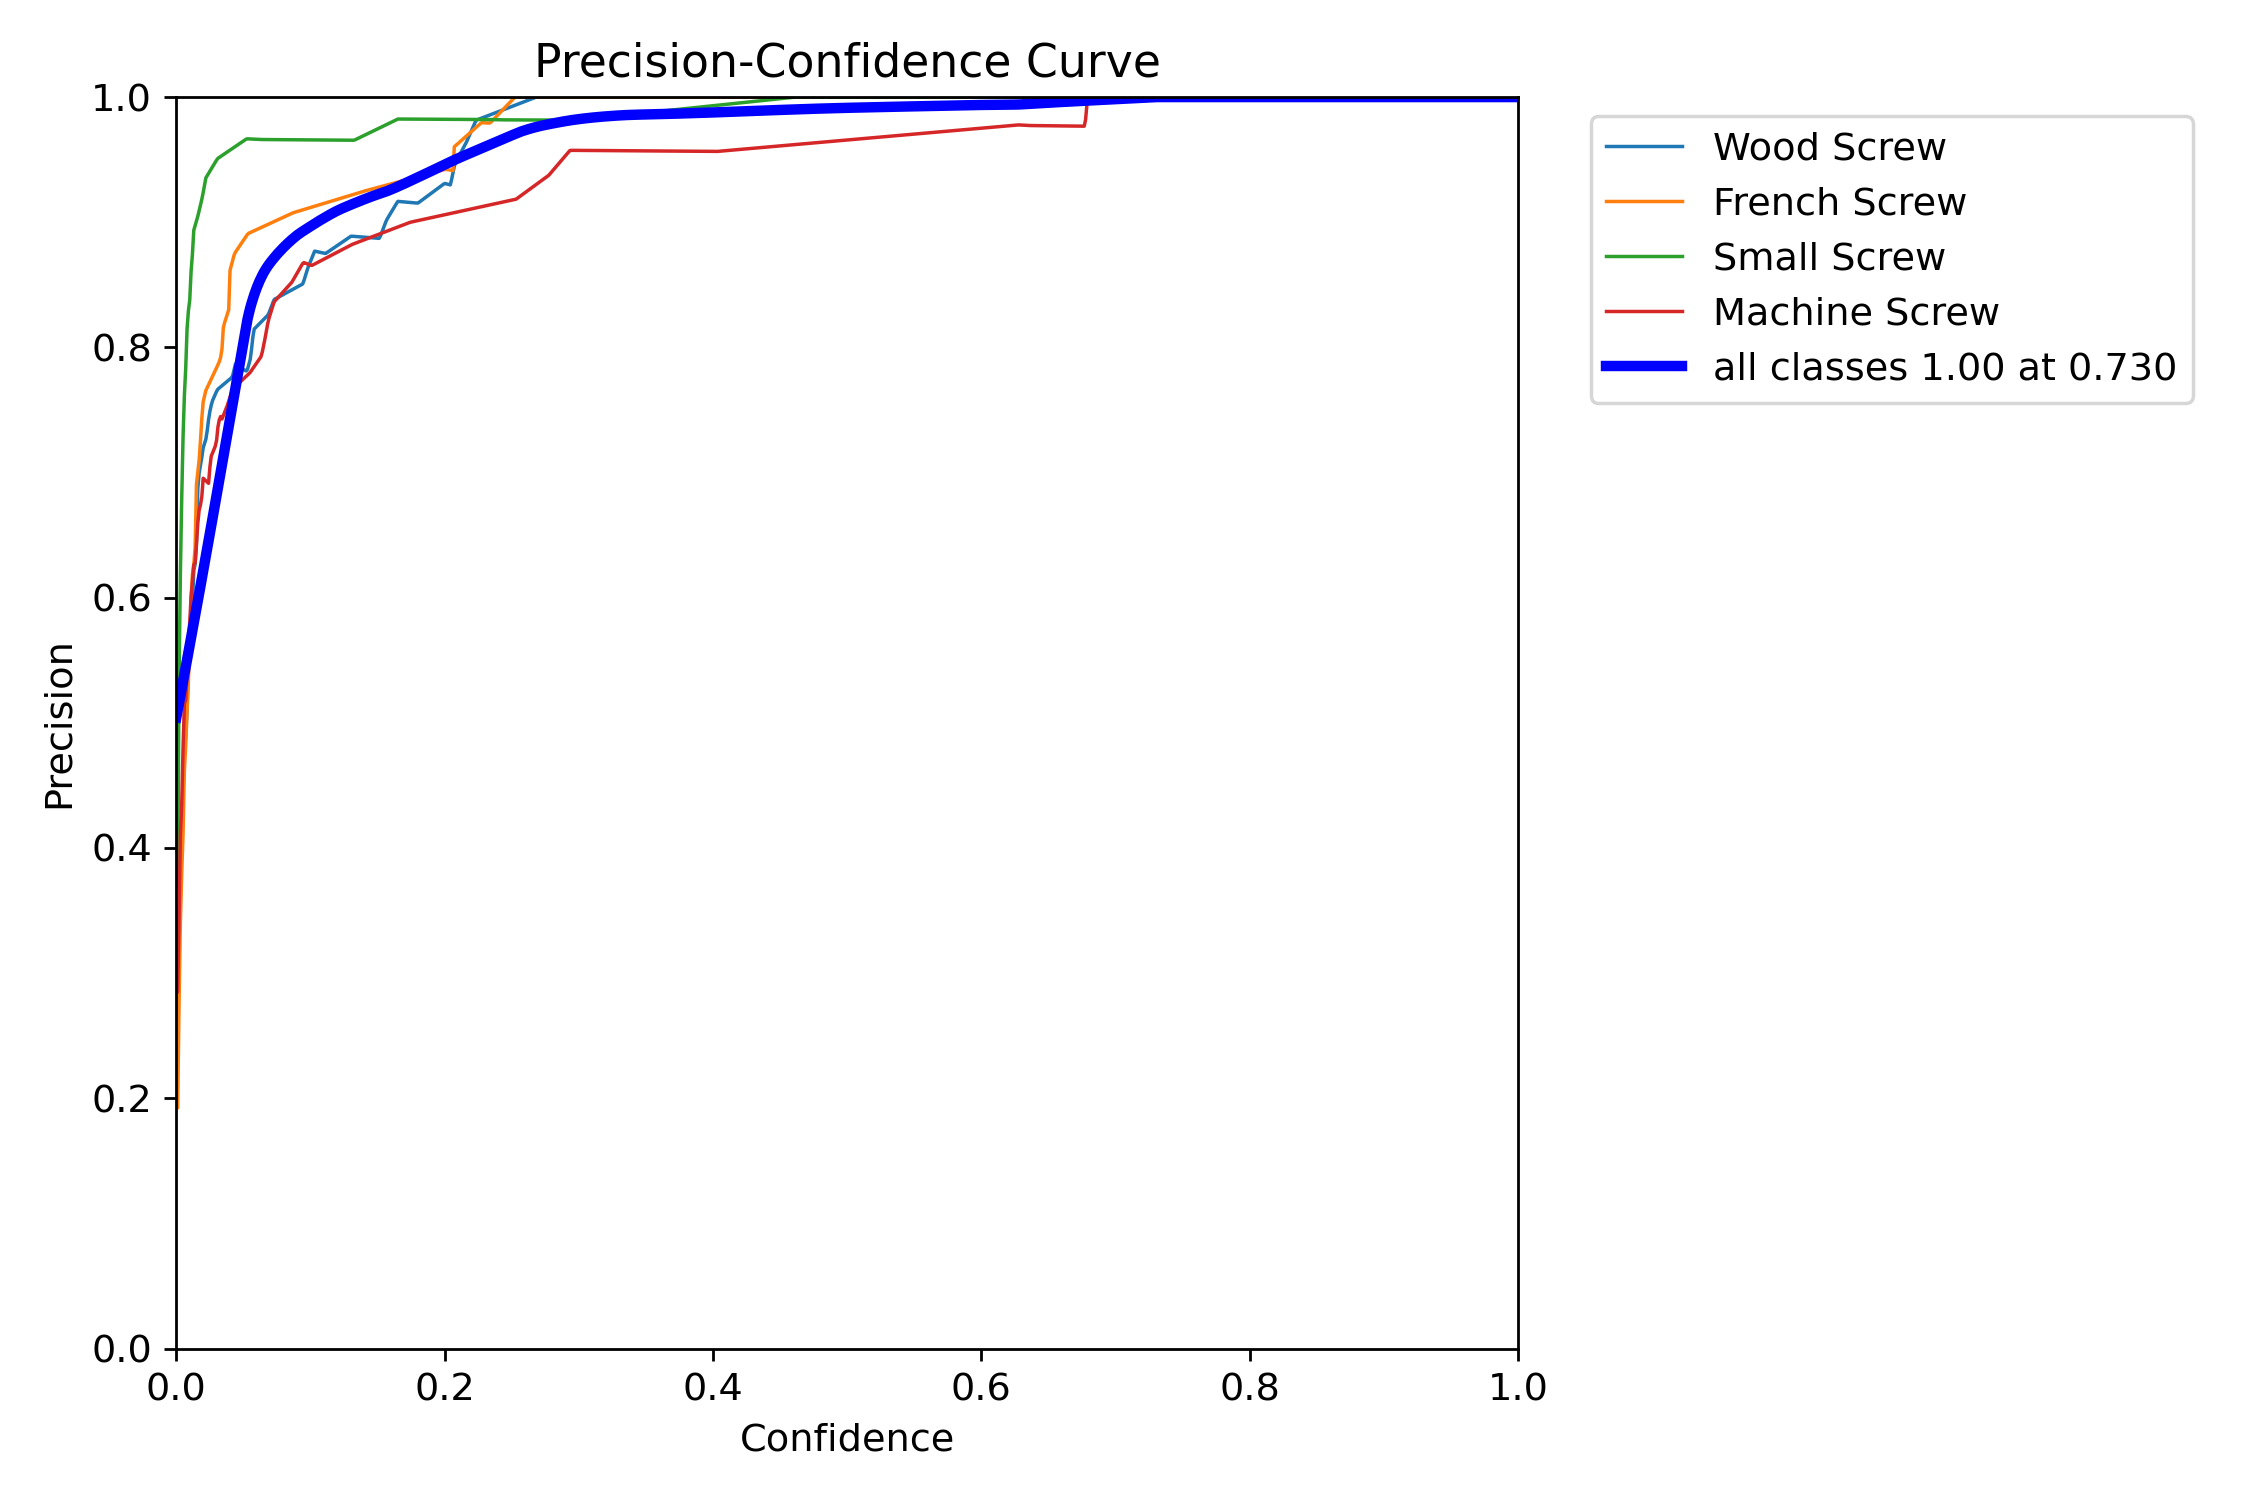 Precision-Confidence Curve
1.0
0.8
0.6
0.4
0.2
0.0
Precision
0.0 0.2 0.4 0.6 0.8 1.0
Confidence
Wood Screw
French Screw
Small Screw
Machine Screw
all classes 1.00 at 0.730